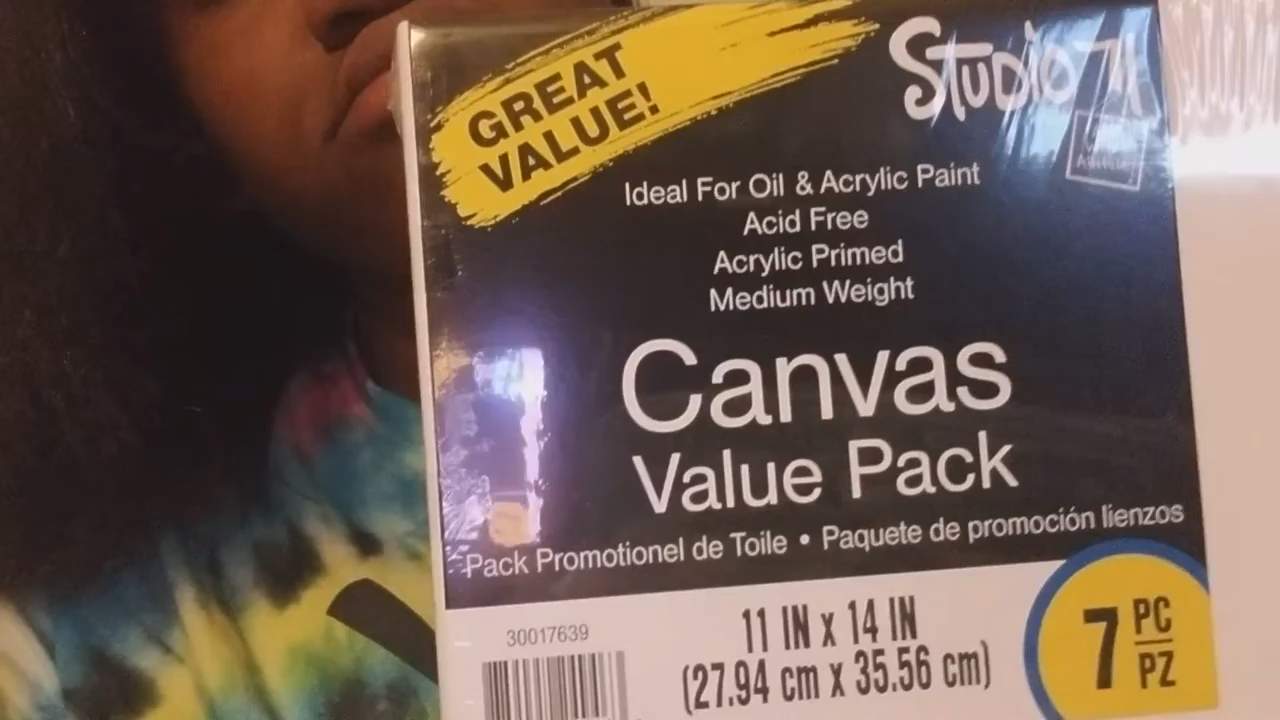 GREAT
VALUE!
STUDIO 71
Ideal For Oil & Acrylic Paint
Acid Free
Acrylic Primed
Medium Weight
Canvas
Value Pack
Pack Promotionel de Toile • Paquete de promoción lienzos
30017639
11 IN x 14 IN
(27.94 cm x 35.56 cm)
7 PC
PZ